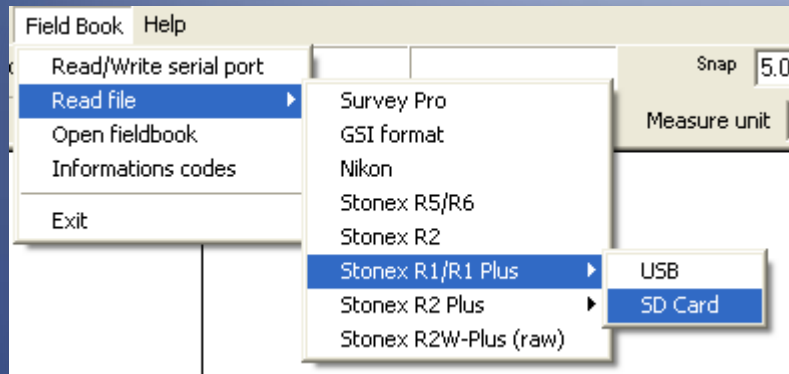 Field Book Help
Read/Write serial port
Read file
Open fieldbook
Informations codes
Exit
Survey Pro
GSI format
Nikon
Stonex R5/R6
Stonex R2
Stonex R1/R1 Plus
Stonex R2 Plus
Stonex R2W-Plus (raw)
USB
SD Card
Snap 5.0
Measure unit